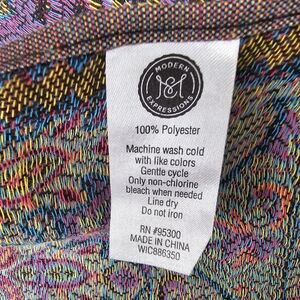 MODERN
M
EXPRESSIONS
100% Polyester
Machine wash cold
with like colors
Gentle cycle
Only non-chlorine
bleach when needed
Line dry
Do not iron
RN #95300
MADE IN CHINA
WIC886350